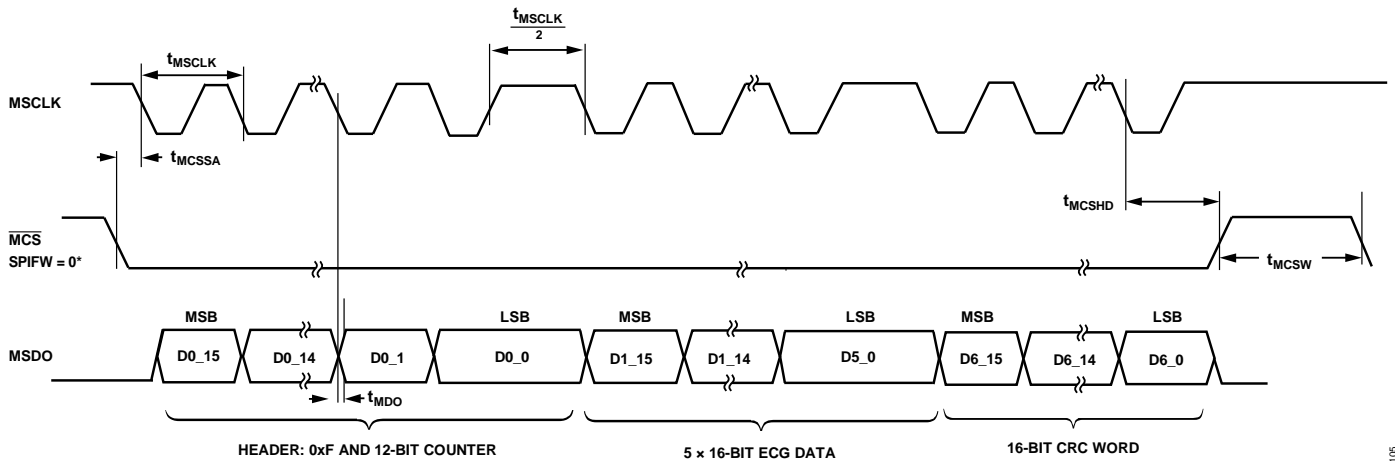 tMSCLK
2
tMSCLK
MSCLK
tMCSSA
tMCSHD
MCS
SPIFW = 0*
tMCSW
MSB LSB MSB LSB MSB LSB
MSDO D0_15 D0_14 D0_1 D0_0 D1_15 D1_14 D5_0 D6_15 D6_14 D6_0
tMDO
HEADER: 0xF AND 12-BIT COUNTER 5 × 16-BIT ECG DATA 16-BIT CRC WORD
105